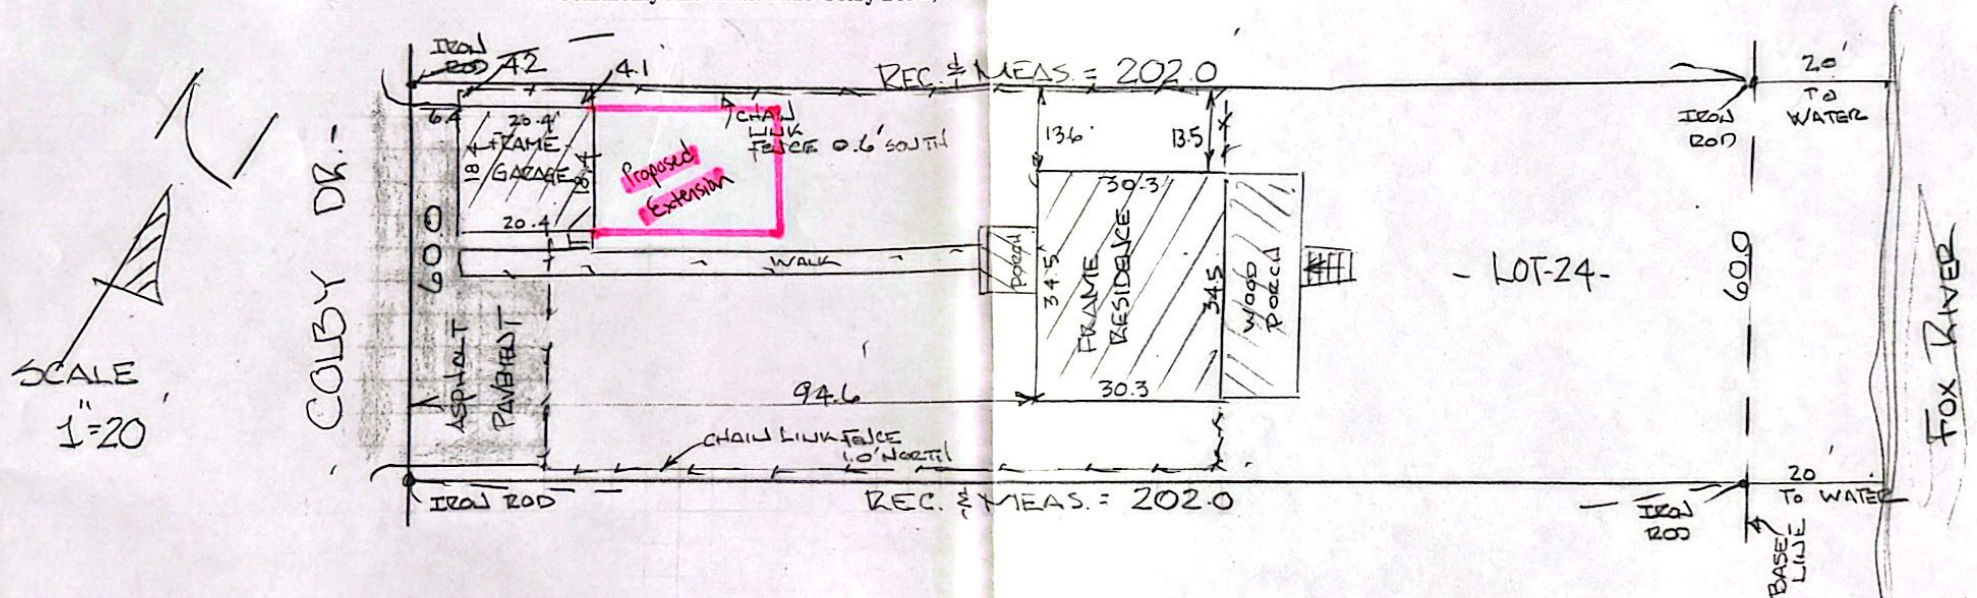 IRON
ROD
4.2
4.1
REC. & MEAS. = 202.0
20'
TO
WATER
IRON
ROD
6.4
20.4'
FRAME
GARAGE
18.4
18.4
20.4
Proposed
Extension
CHAIN
LINK
FENCE 0.6' SOUTH
13.6'
13.5
30.3'
PORCH
34.5
FRAME
RESIDENCE
34.5
30.3
WOOD
PORCH
WALK
- LOT-24-
60.0
FOX RIVER
COLBY DR.-
60.0
ASPHALT
PAVEMENT
94.6
SCALE
1"=20'
CHAIN LINK FENCE
1.0' NORTH
IRON ROD
REC. & MEAS. = 202.0
IRON
ROD
20'
TO WATER
BASE
LINE